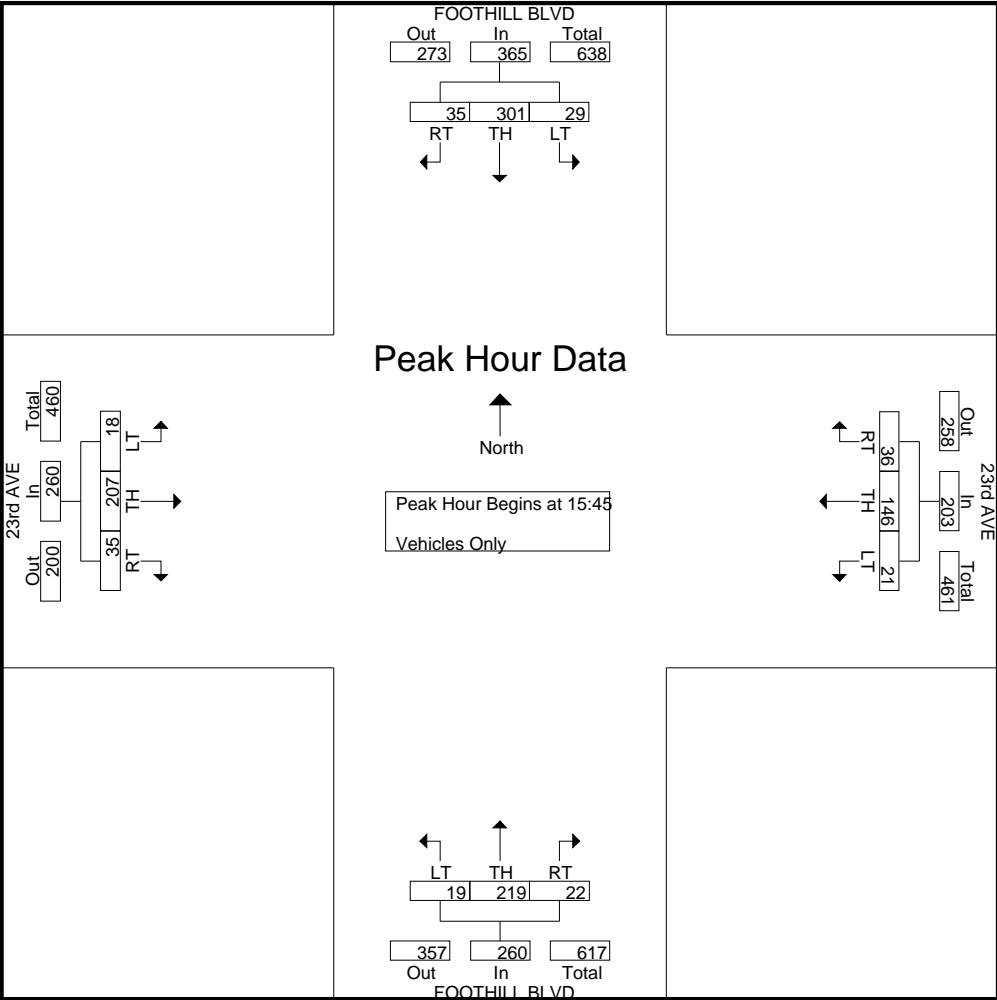 FOOTHILL BLVD
Out In Total
273 365 638
35 301 29
RT TH LT
Peak Hour Data
North
Peak Hour Begins at 15:45
Vehicles Only
23rd AVE
Out In Total
200 260 460
RT TH LT
35 207 18
23rd AVE
Out In Total
258 203 461
RT TH LT
36 146 21
LT TH RT
19 219 22
357 260 617
Out In Total
FOOTHILL BLVD